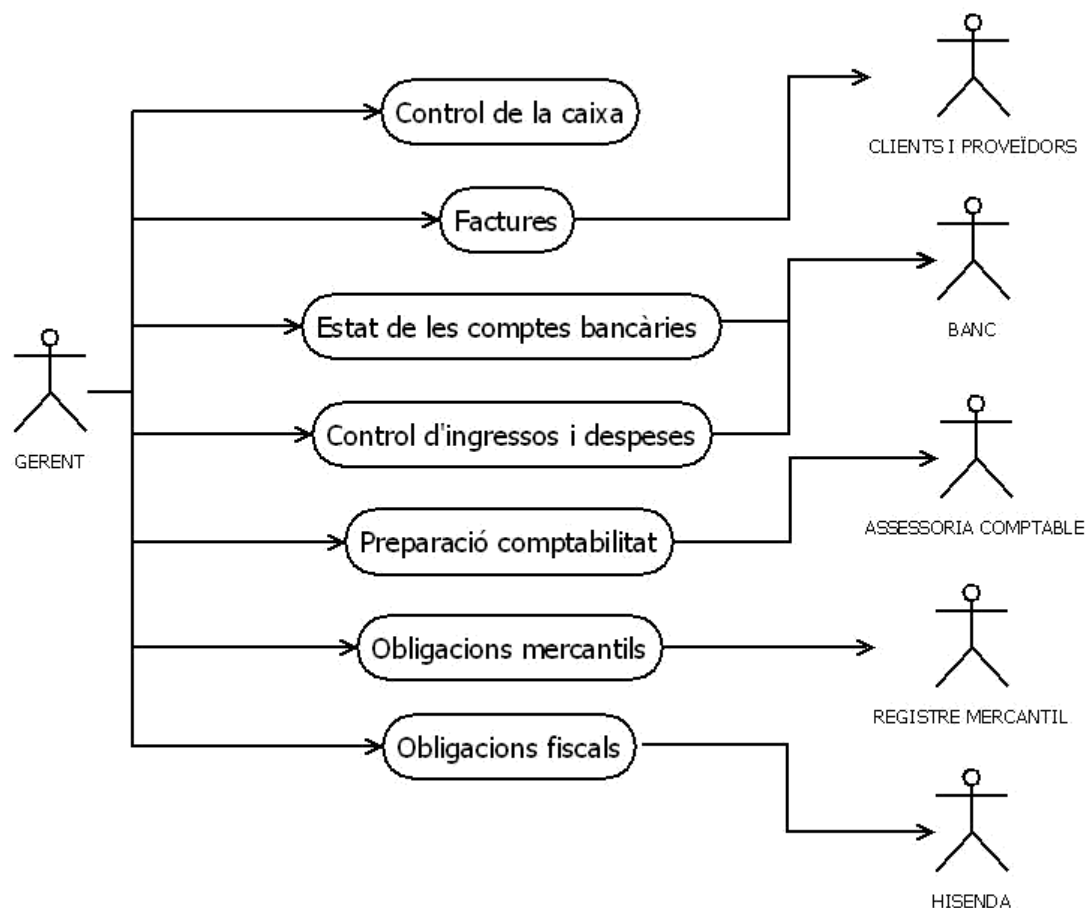 Control de la caixa
CLIENTS I PROVEÏDORS
Factures
Estat de les comptes bancàries
BANC
GERENT
Control d'ingressos i despeses
ASSESSORIA COMPTABLE
Preparació comptabilitat
Obligacions mercantils
REGISTRE MERCANTIL
Obligacions fiscals
HISENDA